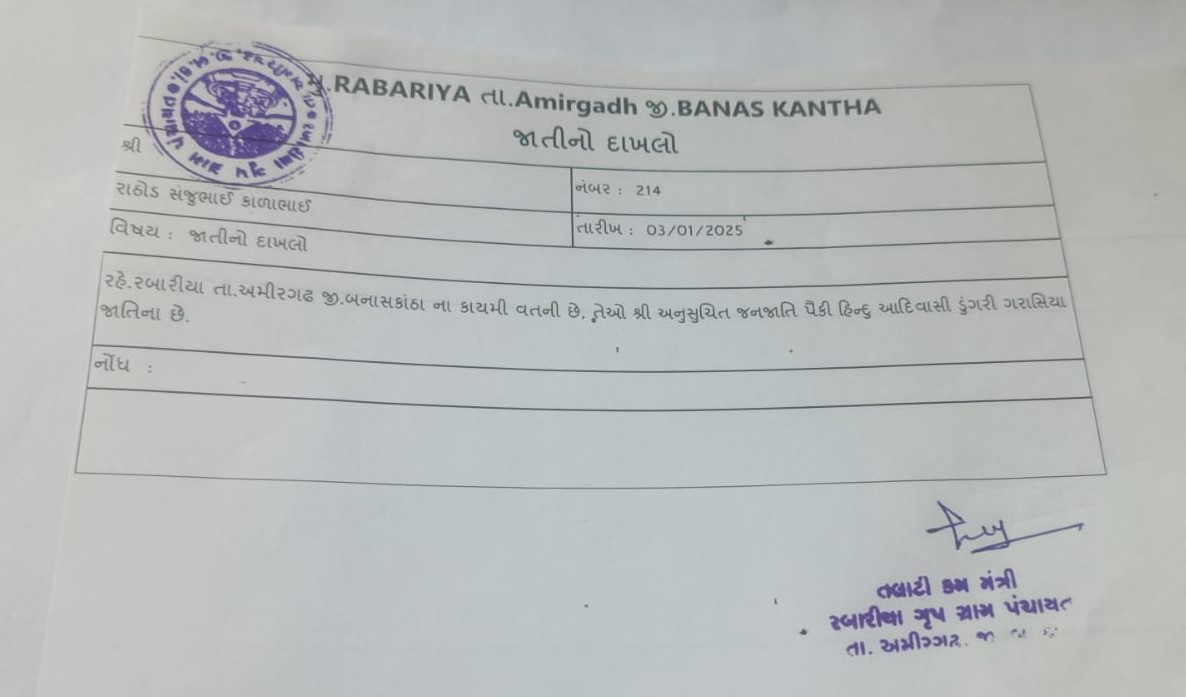 મુ.RABARIYA તા.Amirgadh જી.BANAS KANTHA
જાતીનો દાખલો
શ્રી
રાઠોડ સંજુભાઈ કાળાભાઈ
નંબર : 214
તારીખ : 03/01/2025
વિષય : જાતીનો દાખલો
રહે.રબારીયા તા.અમીરગઢ જી.બનાસકાંઠા ના કાયમી વતની છે. તેઓ શ્રી અનુસુચિત જનજાતિ પૈકી હિન્દુ આદિવાસી ડુંગરી ગરાસિયા
જાતિના છે.
નોંધ :
તલાટી કમ મંત્રી
રબારીયા ગૃપ ગ્રામ પંચાયત
તા. અમીરગઢ. જી